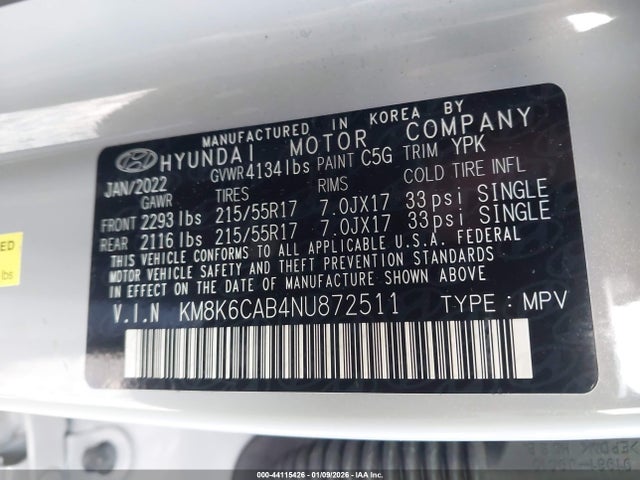 MANUFACTURED IN KOREA BY
HYUNDAI MOTOR COMPANY
JAN/2022 GVWR 4134 lbs PAINT C5G TRIM YPK
GAWR TIRES RIMS COLD TIRE INFL
FRONT 2293 lbs 215/55R17 7.0JX17 33 psi SINGLE
REAR 2116 lbs 215/55R17 7.0JX17 33 psi SINGLE
THIS VEHICLE CONFORMS TO ALL APPLICABLE U.S.A. FEDERAL
MOTOR VEHICLE SAFETY AND THEFT PREVENTION STANDARDS
IN EFFECT ON THE DATE OF MANUFACTURE SHOWN ABOVE.
V.I.N KM8K6CAB4NU872511 TYPE : MPV
ED
lbs
000-44115426 - 01/09/2026 - IAA Inc.